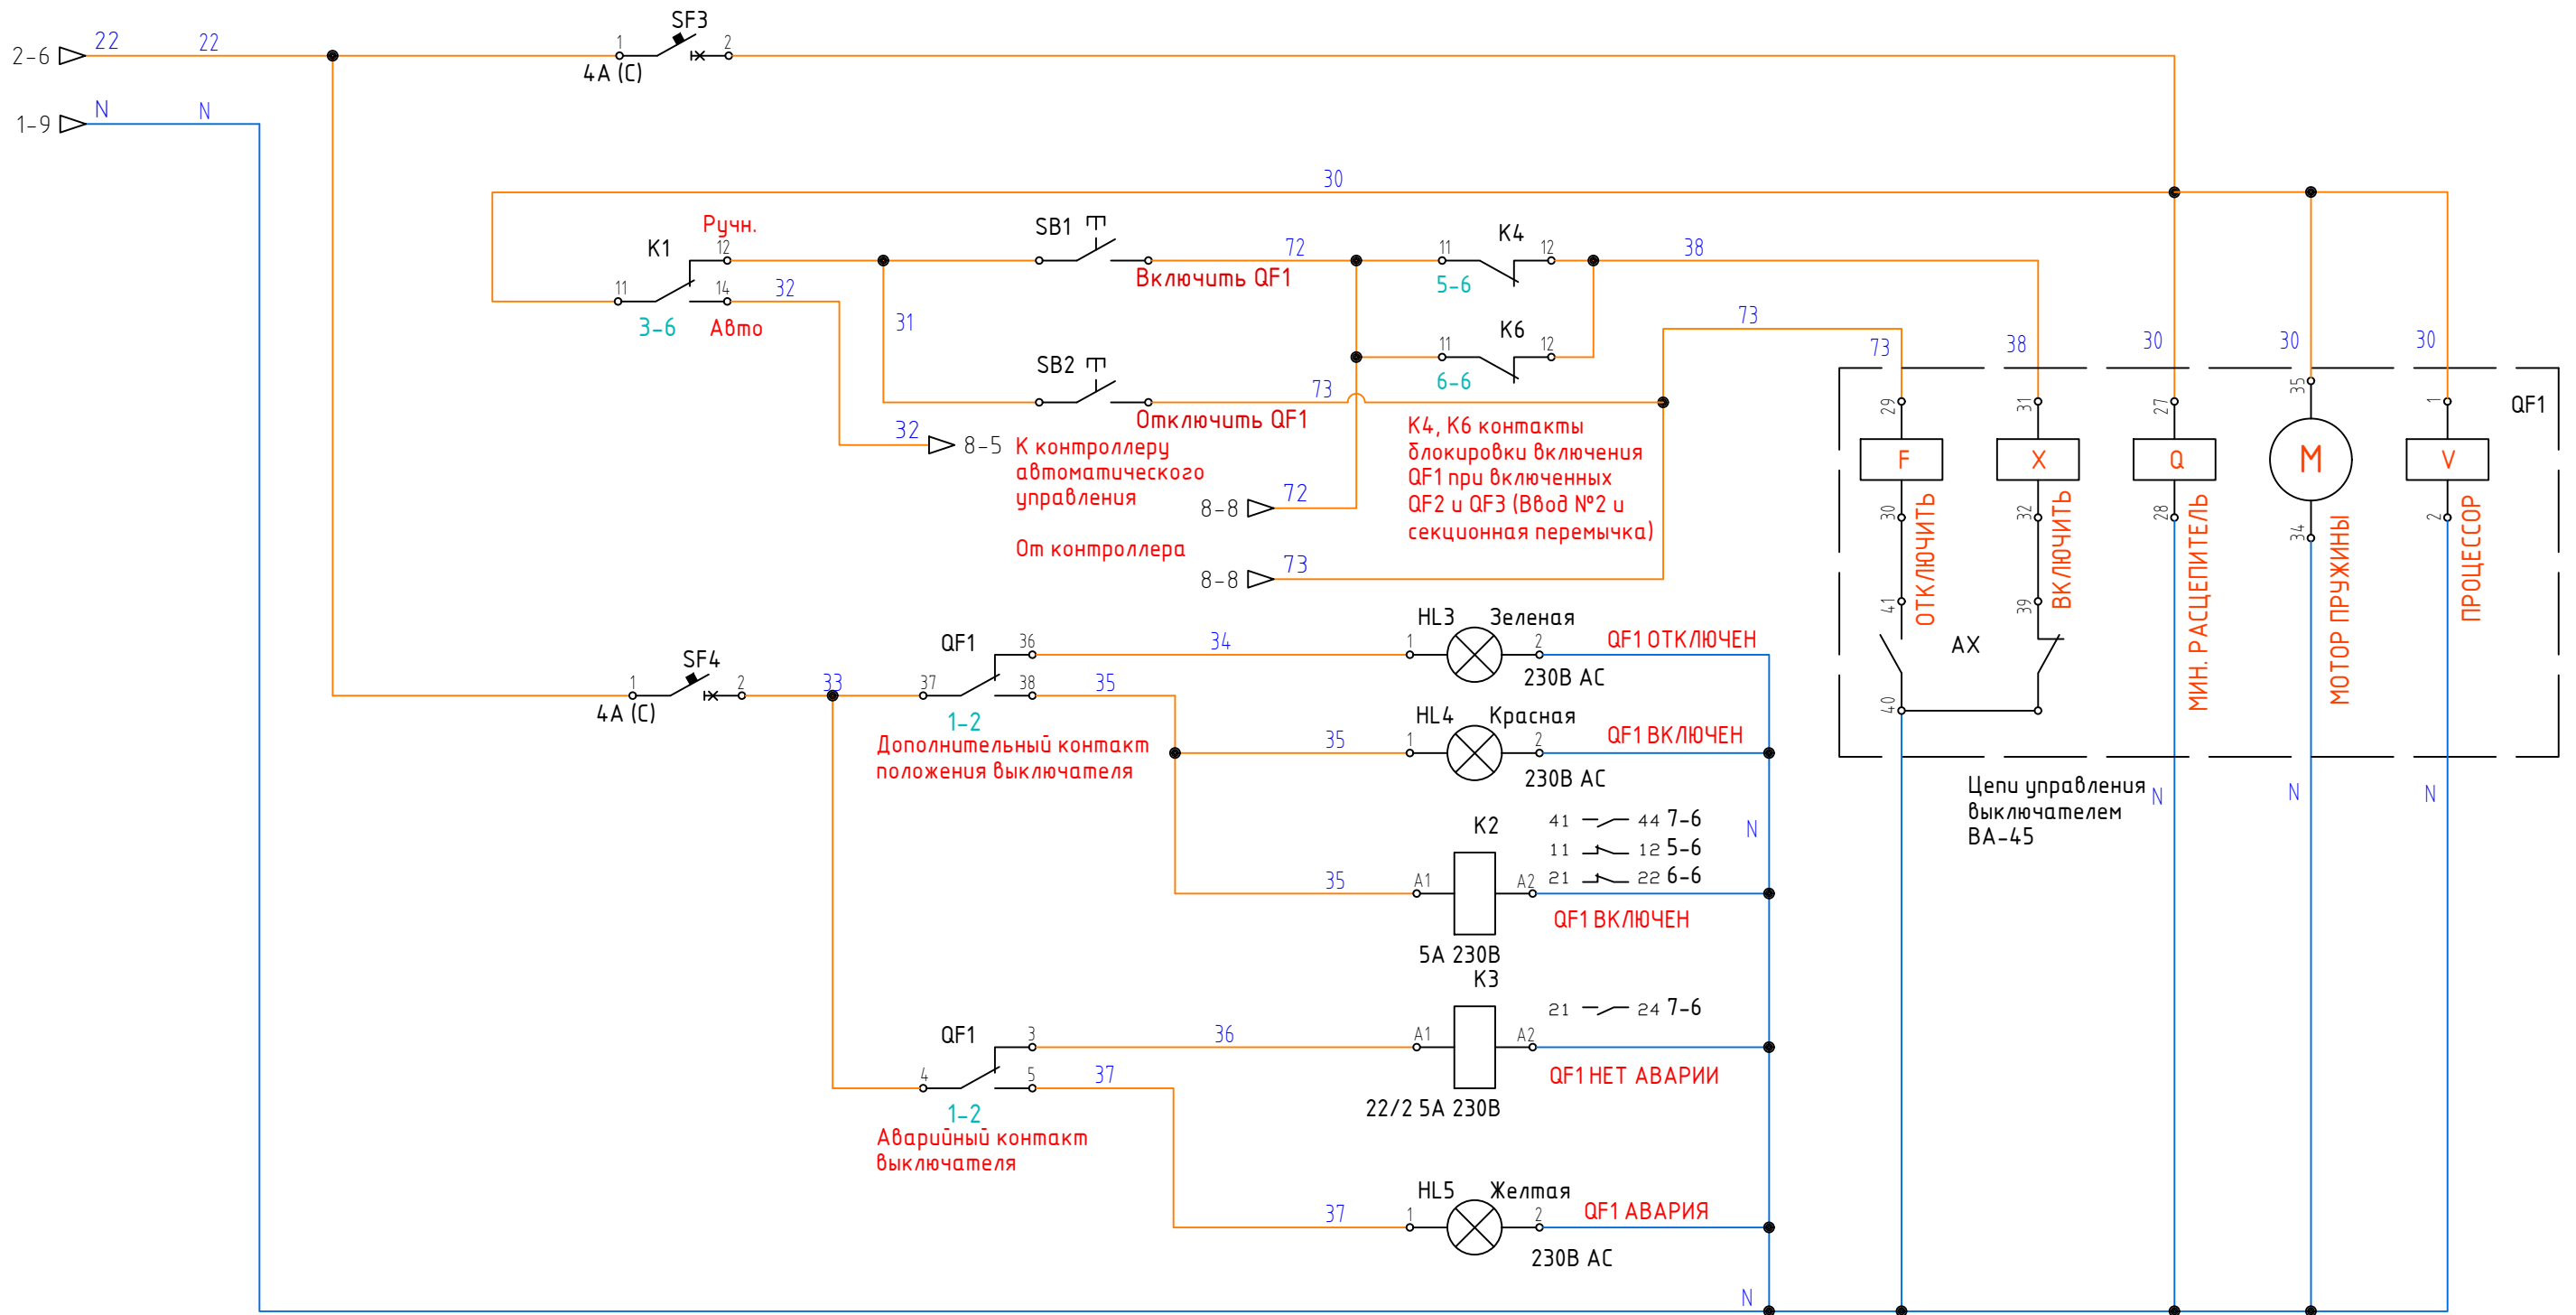 SF3
2-6 22 22 1 2
4А (С)
1-9 N N
30
Ручн.
К1 12
11 14 32
3-6 Авто
31
SB1 72
Включить QF1
К4
11 12 38
5-6
К6
11 12
6-6
73
SB2 73
Отключить QF1
32 8-5
К контроллеру
автоматического
управления
От контроллера
8-8 72
8-8 73
К4, К6 контакты
блокировки включения
QF1 при включенных
QF2 и QF3 (Ввод №2 и
секционная перемычка)
73 38 30 30 30
29 31 27 35 1 QF1
F X Q M V
30 32 28 34 2
ОТКЛЮЧИТЬ
ВКЛЮЧИТЬ
МИН. РАСЦЕПИТЕЛЬ
МОТОР ПРУЖИНЫ
ПРОЦЕССОР
41 39
АХ
40
Цепи управления
выключателем
ВА-45
N N N
SF4
1 2 33
4А (С)
QF1 36 34
37 38 35
1-2
Дополнительный контакт
положения выключателя
HL3 Зеленая
1 2 QF1 ОТКЛЮЧЕН
230В АС
HL4 Красная
35 1 2 QF1 ВКЛЮЧЕН
230В АС
К2
41 44 7-6
11 12 5-6
21 22 6-6
N
35 А1 А2
QF1 ВКЛЮЧЕН
5А 230В
К3
21 24 7-6
QF1 3 36 А1 А2
4 5 37
QF1 НЕТ АВАРИИ
22/2 5А 230В
1-2
Аварийный контакт
выключателя
HL5 Желтая
37 1 2 QF1 АВАРИЯ
230В АС
N